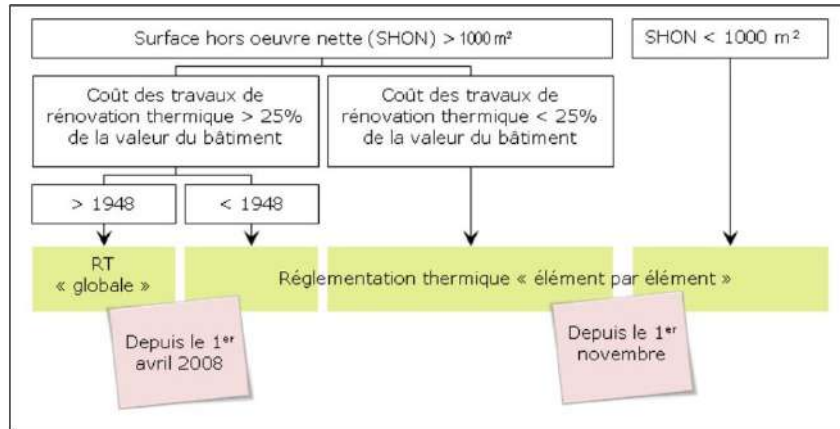 Surface hors oeuvre nette (SHON) > 1000 m²
SHON < 1000 m²
Coût des travaux de
rénovation thermique > 25%
de la valeur du bâtiment
Coût des travaux de
rénovation thermique < 25%
de la valeur du bâtiment
> 1948
< 1948
RT
« globale »
Réglementation thermique « élément par élément »
Depuis le 1er
avril 2008
Depuis le 1er
novembre